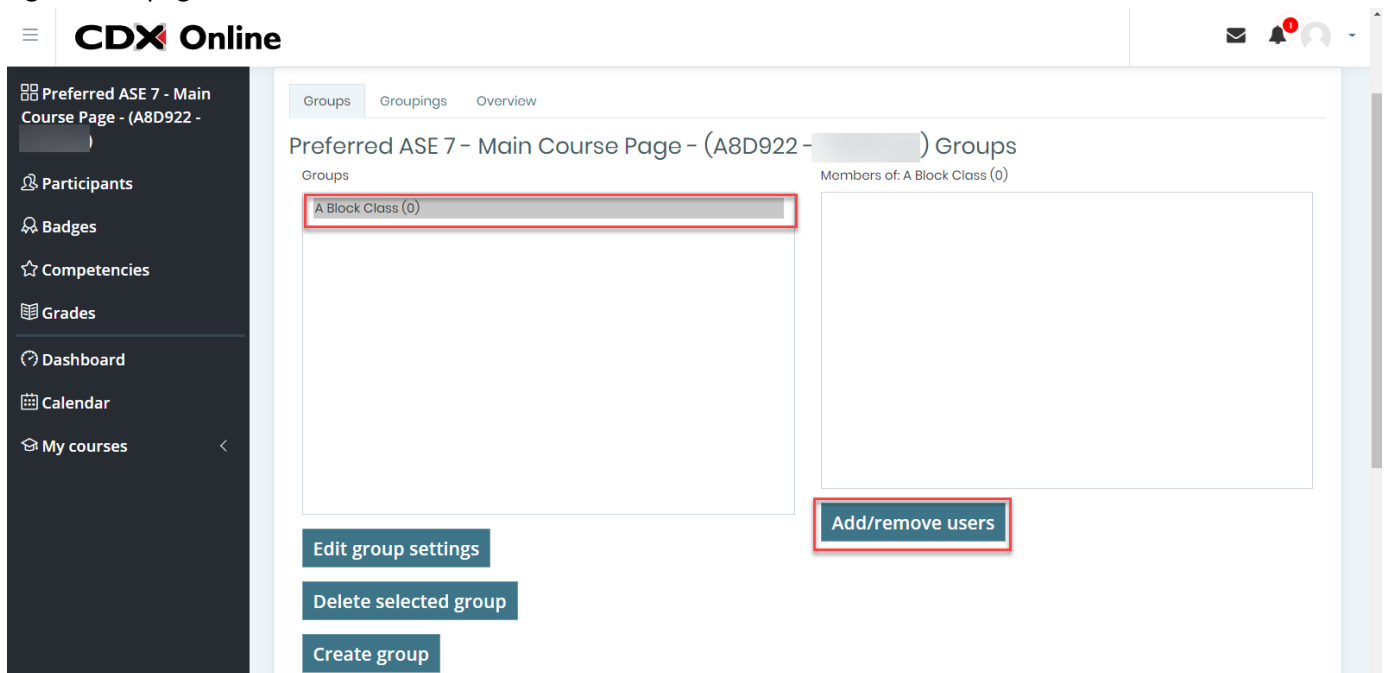 CDX Online
1
Preferred ASE 7 - Main
Course Page - (A8D922 -
)
Participants
Badges
Competencies
Grades
Dashboard
Calendar
My courses
Groups Groupings Overview
Preferred ASE 7 - Main Course Page - (A8D922 - ) Groups
Groups
Members of: A Block Class (0)
A Block Class (0)
Add/remove users
Edit group settings
Delete selected group
Create group